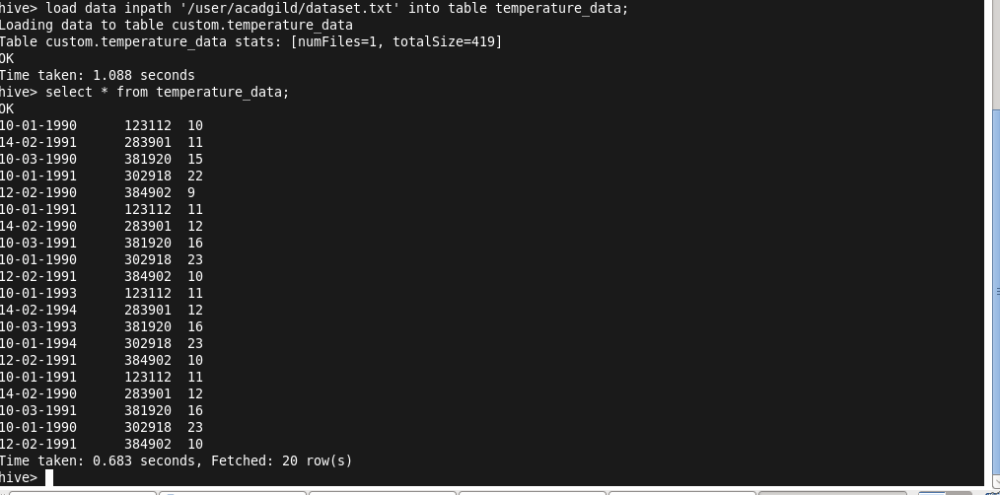 hive> load data inpath '/user/acadgild/dataset.txt' into table temperature_data;
Loading data to table custom.temperature_data
Table custom.temperature_data stats: [numFiles=1, totalSize=419]
OK
Time taken: 1.088 seconds
hive> select * from temperature_data;
OK
10-01-1990	123112	10
14-02-1991	283901	11
10-03-1990	381920	15
10-01-1991	302918	22
12-02-1990	384902	9
10-01-1991	123112	11
14-02-1990	283901	12
10-03-1991	381920	16
10-01-1990	302918	23
12-02-1991	384902	10
10-01-1993	123112	11
14-02-1994	283901	12
10-03-1993	381920	16
10-01-1994	302918	23
12-02-1991	384902	10
10-01-1991	123112	11
14-02-1990	283901	12
10-03-1991	381920	16
10-01-1990	302918	23
12-02-1991	384902	10
Time taken: 0.683 seconds, Fetched: 20 row(s)
hive>